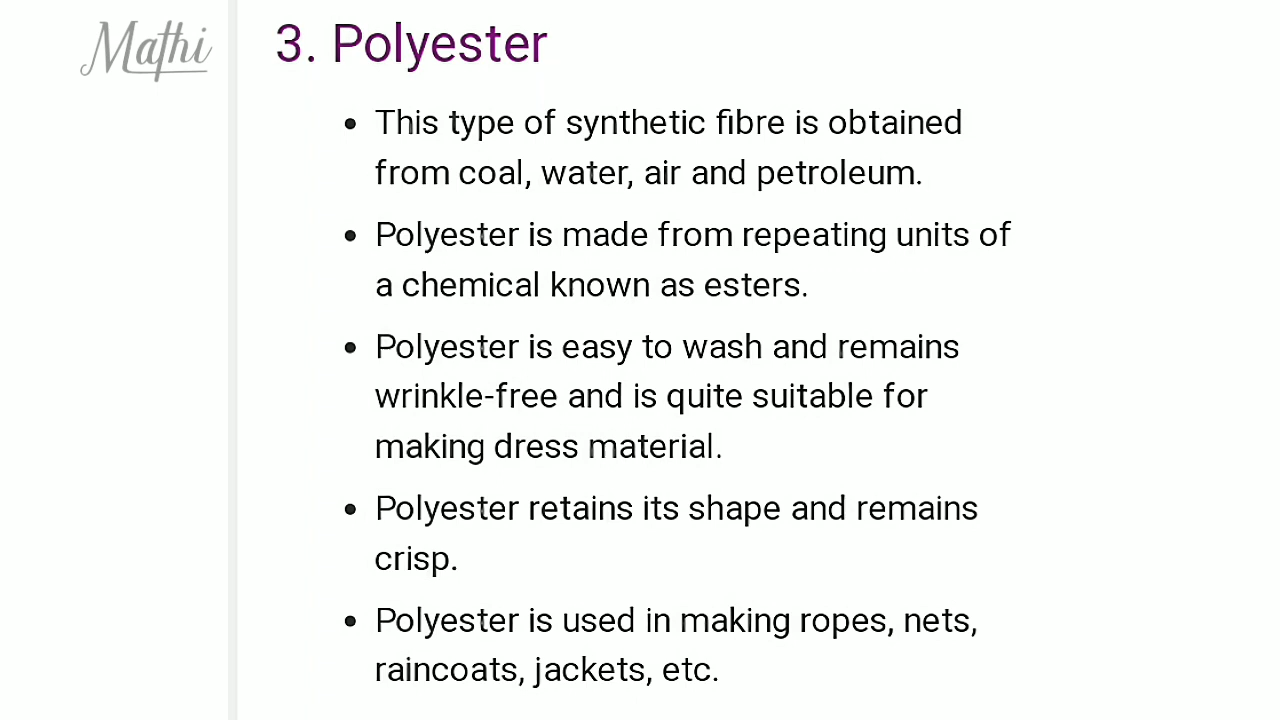 Mathi
3. Polyester
• This type of synthetic fibre is obtained
from coal, water, air and petroleum.
• Polyester is made from repeating units of
a chemical known as esters.
• Polyester is easy to wash and remains
wrinkle-free and is quite suitable for
making dress material.
• Polyester retains its shape and remains
crisp.
• Polyester is used in making ropes, nets,
raincoats, jackets, etc.